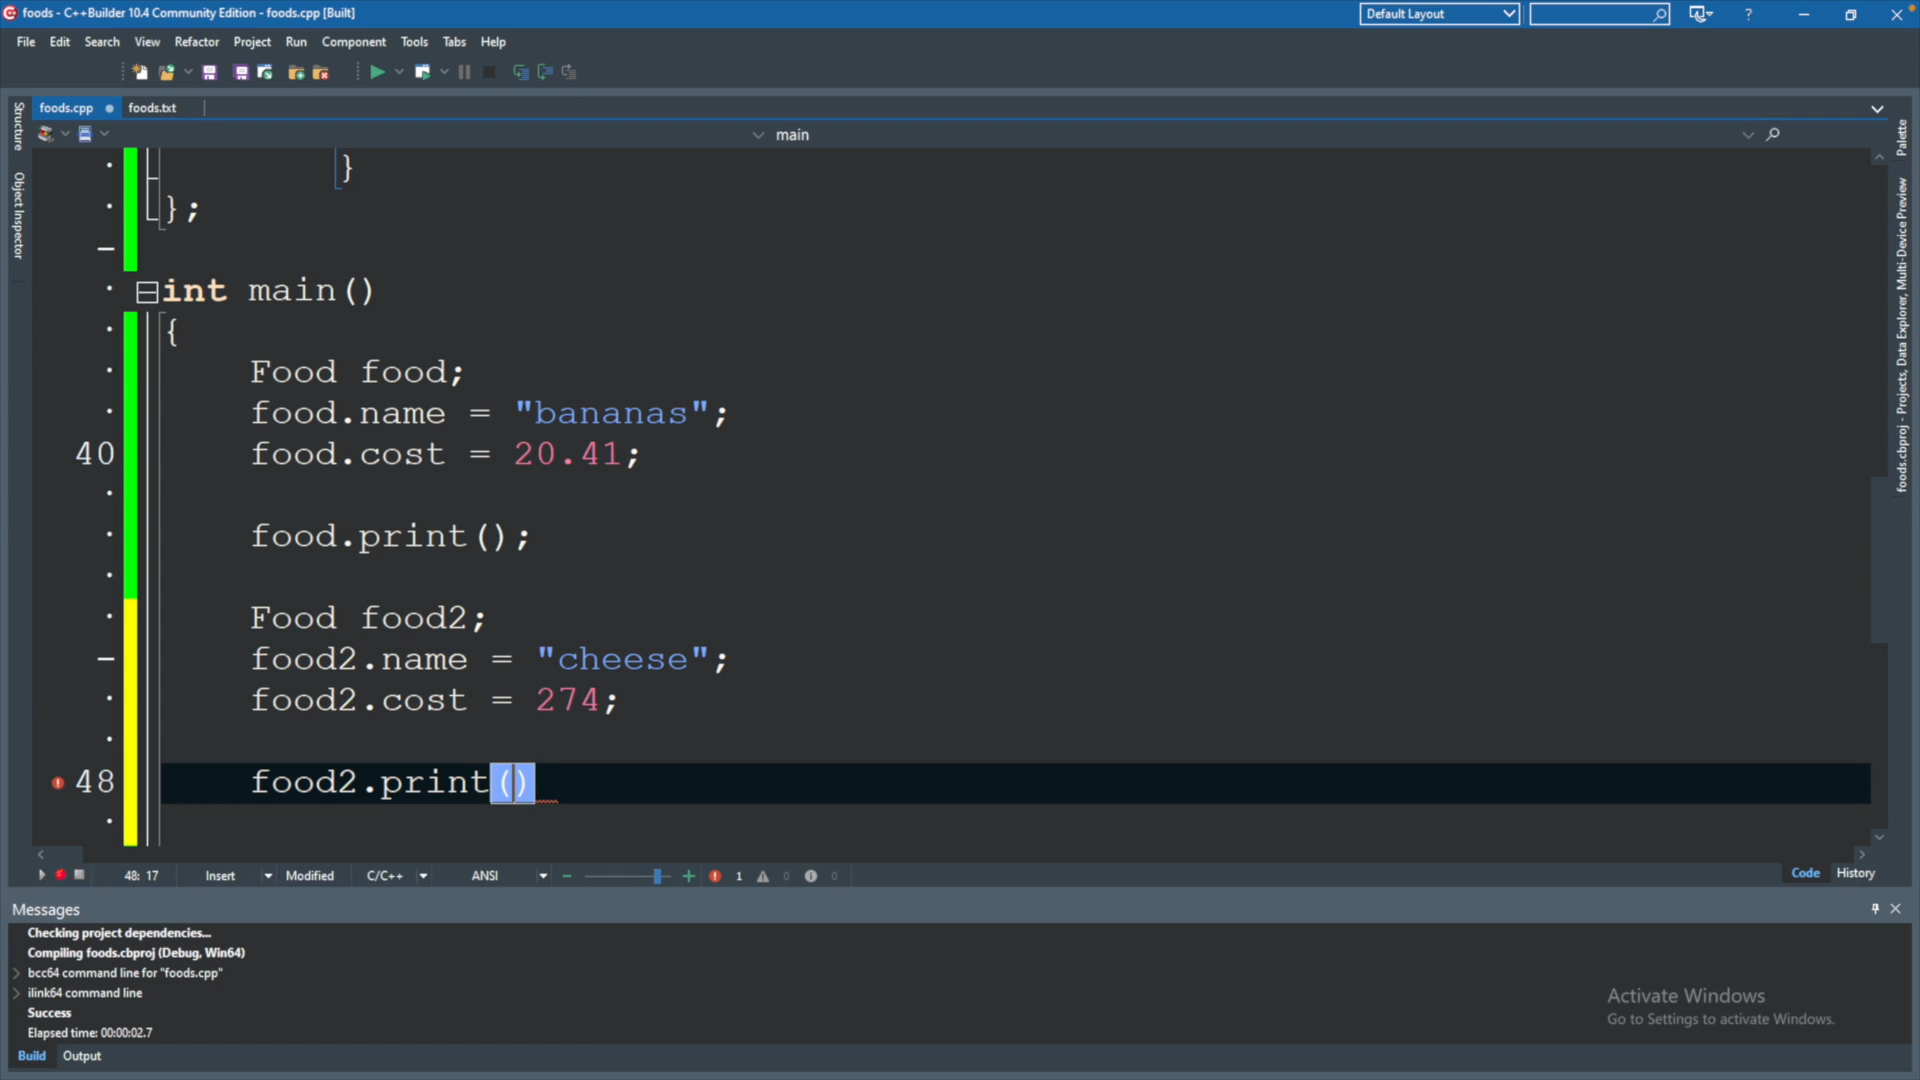 foods - C++Builder 10.4 Community Edition - foods.cpp [Built]
Default Layout
?
File Edit Search View Refactor Project Run Component Tools Tabs Help
foods.cpp foods.txt
main
Structure
Object Inspector
Palette
foods.cbproj - Projects, Data Explorer, Multi-Device Preview
}
};
int main()
{
Food food;
food.name = "bananas";
40 food.cost = 20.41;
food.print();
Food food2;
food2.name = "cheese";
food2.cost = 274;
48 food2.print()
48: 17 Insert Modified C/C++ ANSI 1 0 0
Code History
Messages
Checking project dependencies...
Compiling foods.cbproj (Debug, Win64)
bcc64 command line for "foods.cpp"
ilink64 command line
Success
Elapsed time: 00:00:02.7
Build Output
Activate Windows
Go to Settings to activate Windows.